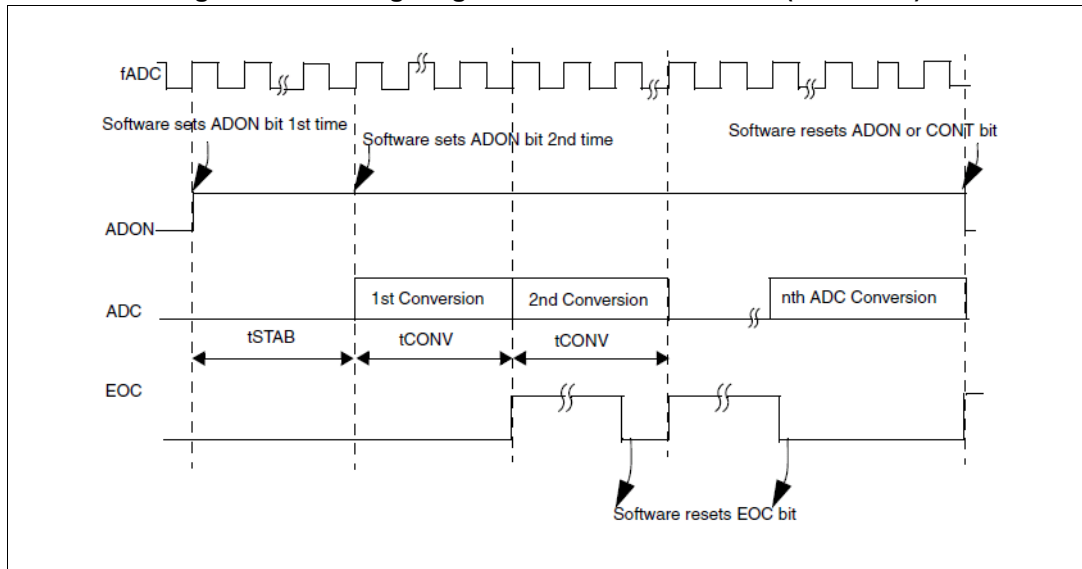 fADC
Software sets ADON bit 1st time
Software sets ADON bit 2nd time
Software resets ADON or CONT bit
ADON
ADC
1st Conversion
2nd Conversion
nth ADC Conversion
tSTAB
tCONV
tCONV
EOC
Software resets EOC bit